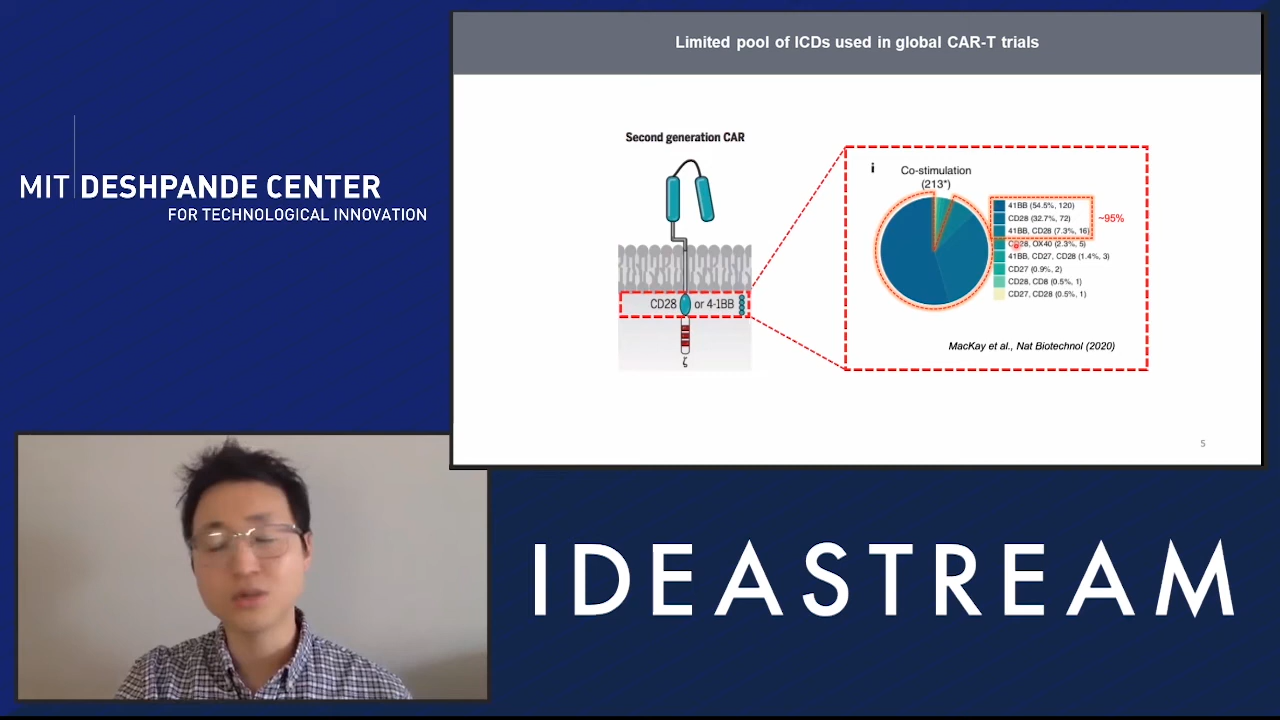 MIT DESHPANDE CENTER
FOR TECHNOLOGICAL INNOVATION
Limited pool of ICDs used in global CAR-T trials
Second generation CAR
CD28 or 4-1BB
ζ
i
Co-stimulation
(213*)
41BB (54.5%, 120)
CD28 (32.7%, 72)
41BB, CD28 (7.3%, 16)
CD28, OX40 (2.3%, 5)
41BB, CD27, CD28 (1.4%, 3)
CD27 (0.9%, 2)
CD28, CD8 (0.5%, 1)
CD27, CD28 (0.5%, 1)
~95%
MacKay et al., Nat Biotechnol (2020)
5
IDEASTREAM